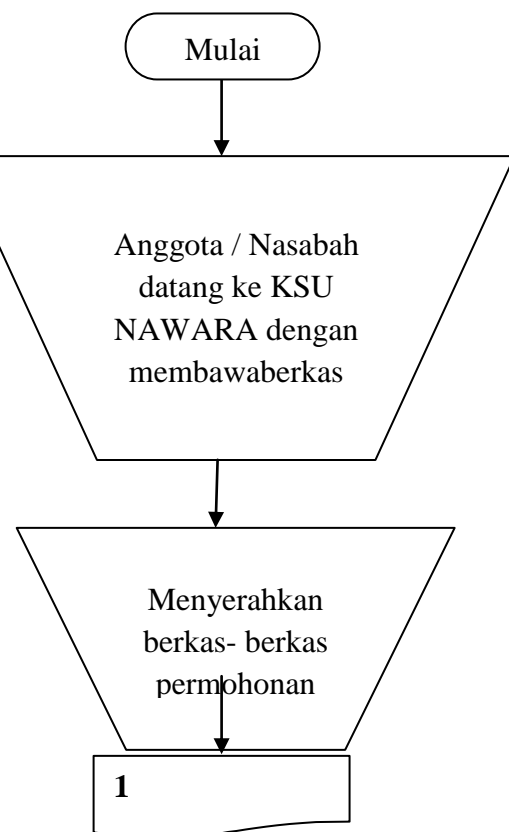 Mulai
Anggota / Nasabah
datang ke KSU
NAWARA dengan
membawaberkas
Menyerahkan
berkas- berkas
permohonan
1